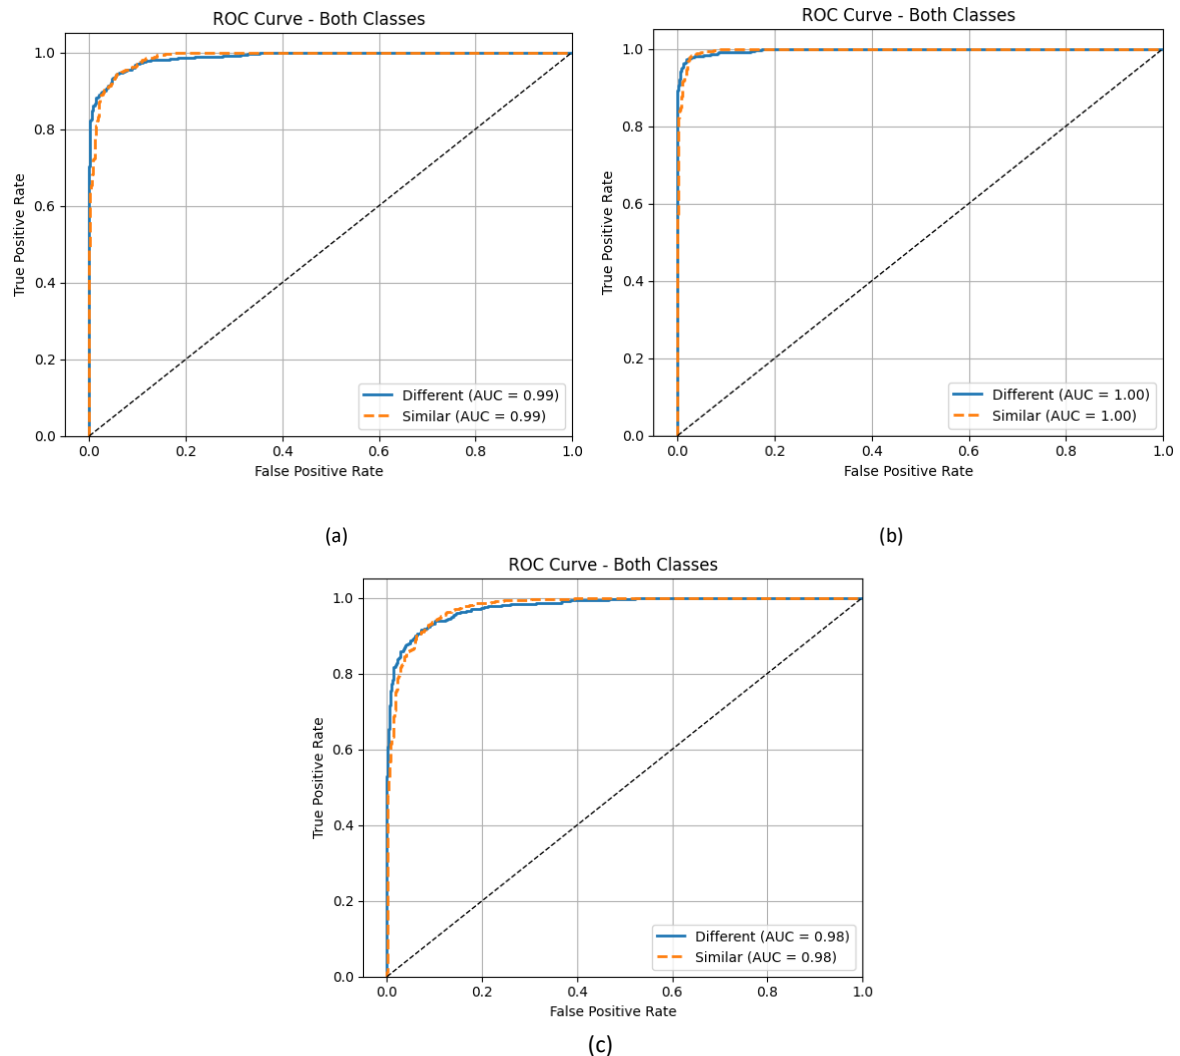 ROC Curve - Both Classes
1.0
0.8
0.6
0.4
0.2
0.0
True Positive Rate
0.0 0.2 0.4 0.6 0.8 1.0
False Positive Rate
Different (AUC = 0.99)
Similar (AUC = 0.99)
(a)
ROC Curve - Both Classes
1.0
0.8
0.6
0.4
0.2
0.0
True Positive Rate
0.0 0.2 0.4 0.6 0.8 1.0
False Positive Rate
Different (AUC = 1.00)
Similar (AUC = 1.00)
(b)
ROC Curve - Both Classes
1.0
0.8
0.6
0.4
0.2
0.0
True Positive Rate
0.0 0.2 0.4 0.6 0.8 1.0
False Positive Rate
Different (AUC = 0.98)
Similar (AUC = 0.98)
(c)